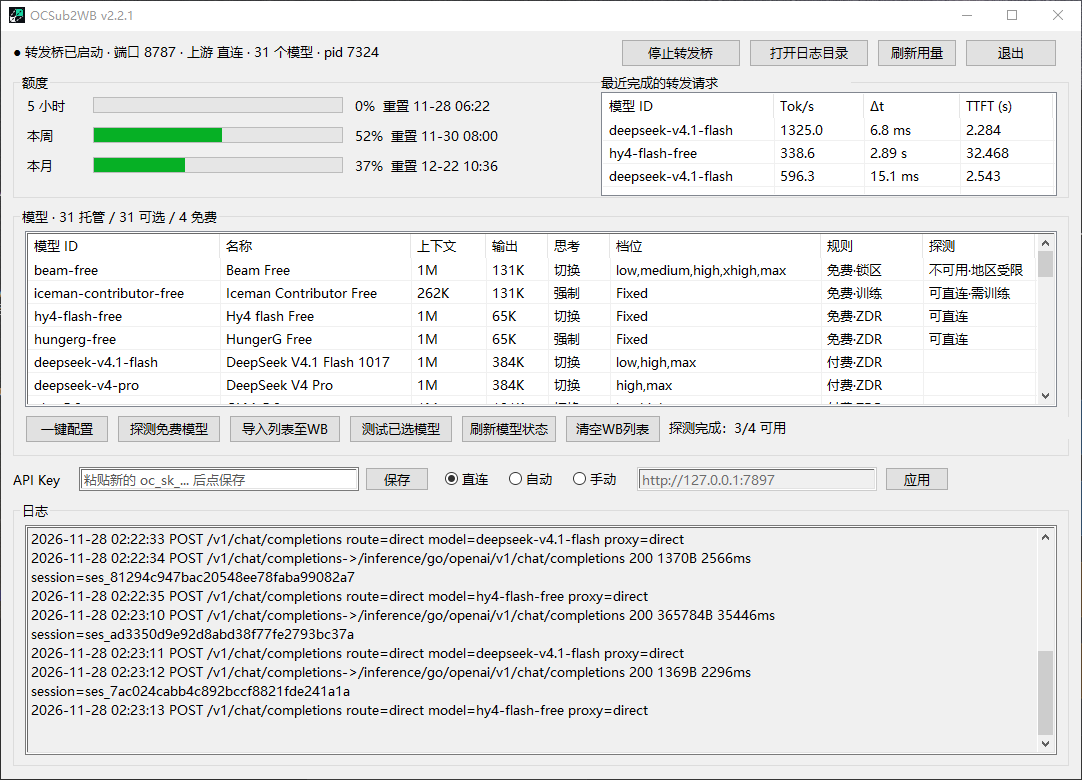 OCSub2WB v2.2.1
● 转发桥已启动 · 端口 8787 · 上游 直连 · 31 个模型 · pid 7324
停止转发桥 打开日志目录 刷新用量 退出
额度
5 小时 0% 重置 11-28 06:22
本周 52% 重置 11-30 08:00
本月 37% 重置 12-22 10:36
最近完成的转发请求
模型 ID Tok/s Δt TTFT (s)
deepseek-v4.1-flash 1325.0 6.8 ms 2.284
hy4-flash-free 338.6 2.89 s 32.468
deepseek-v4.1-flash 596.3 15.1 ms 2.543
模型 · 31 托管 / 31 可选 / 4 免费
模型 ID 名称 上下文 输出 思考 档位 规则 探测
beam-free Beam Free 1M 131K 切换 low,medium,high,xhigh,max 免费·锁区 不可用·地区受限
iceman-contributor-free Iceman Contributor Free 262K 131K 强制 Fixed 免费·训练 可直连·需训练
hy4-flash-free Hy4 flash Free 1M 65K 切换 Fixed 免费·ZDR 可直连
hungerg-free HungerG Free 1M 65K 强制 Fixed 免费·ZDR 可直连
deepseek-v4.1-flash DeepSeek V4.1 Flash 1017 1M 384K 切换 low,high,max 付费·ZDR
deepseek-v4-pro DeepSeek V4 Pro 1M 384K 切换 high,max 付费·ZDR
一键配置 探测免费模型 导入列表至WB 测试已选模型 刷新模型状态 清空WB列表 探测完成：3/4 可用
API Key 粘贴新的 oc_sk_... 后点保存 保存 直连 自动 手动 http://127.0.0.1:7897 应用
日志
2026-11-28 02:22:33 POST /v1/chat/completions route=direct model=deepseek-v4.1-flash proxy=direct
2026-11-28 02:22:34 POST /v1/chat/completions->/inference/go/openai/v1/chat/completions 200 1370B 2566ms
session=ses_81294c947bac20548ee78faba99082a7
2026-11-28 02:22:35 POST /v1/chat/completions route=direct model=hy4-flash-free proxy=direct
2026-11-28 02:23:10 POST /v1/chat/completions->/inference/go/openai/v1/chat/completions 200 365784B 35446ms
session=ses_ad3350d9e92d8abd38f77fe2793bc37a
2026-11-28 02:23:11 POST /v1/chat/completions route=direct model=deepseek-v4.1-flash proxy=direct
2026-11-28 02:23:12 POST /v1/chat/completions->/inference/go/openai/v1/chat/completions 200 1369B 2296ms
session=ses_7ac024cabb4c892bccf8821fde241a1a
2026-11-28 02:23:13 POST /v1/chat/completions route=direct model=hy4-flash-free proxy=direct